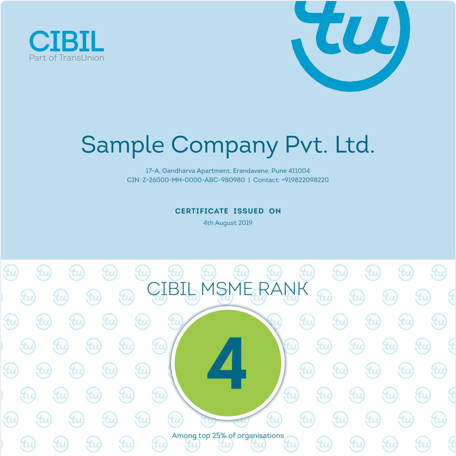 CIBIL
Part of TransUnion
tu
Sample Company Pvt. Ltd.
17-A, Gandharva Apartment, Erandavane, Pune 411004
CIN: Z-26000-MH-0000-ABC-980980 | Contact: +919822098220
CERTIFICATE ISSUED ON
4th August 2019
CIBIL MSME RANK
4
Among top 25% of organisations